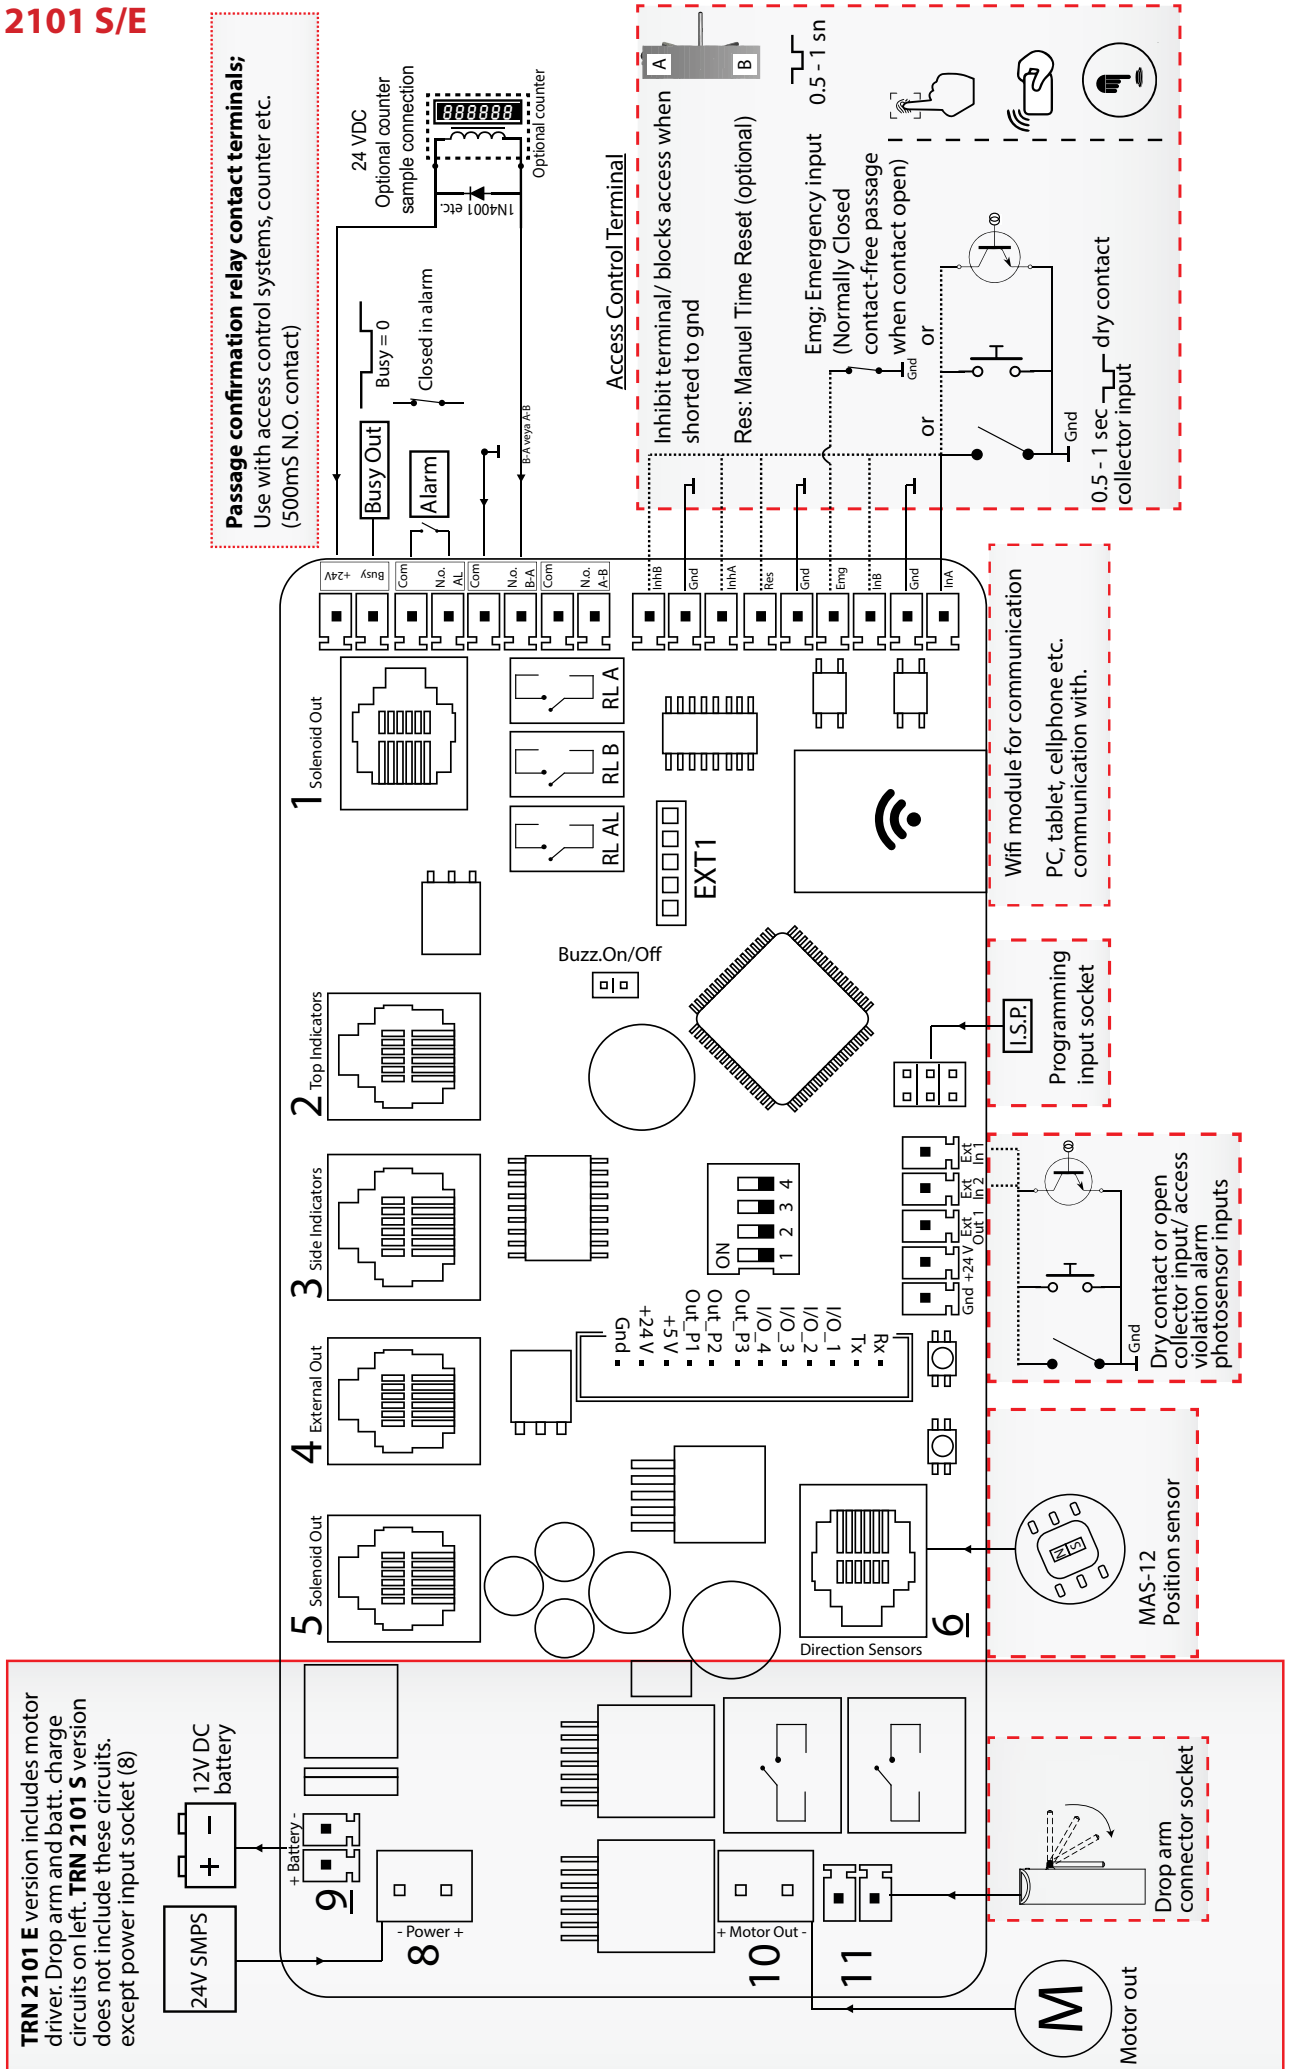 2101 S/E
Passage confirmation relay contact terminals;
Use with access control systems, counter etc.
(500mS N.O. contact)
24 VDC
Optional counter
sample connection
888888
Optional counter
1N4001 etc.
Busy = 0
Closed in alarm
Busy Out
Alarm
B-A veya A-B
Access Control Terminal
A
B
Inhibit terminal/ blocks access when
shorted to gnd
Res: Manuel Time Reset (optional)
0.5 - 1 sn
Emg; Emergency input
(Normally Closed
contact-free passage
when contact open)
Gnd
or
or
Gnd
0.5 - 1 sec
dry contact
collector input
+24V
Busy
Com
N.o.
AL
Com
N.o.
B-A
Com
N.o.
A-B
InhB
Gnd
InhA
Res
Gnd
Emg
InB
Gnd
InA
1 Solenoid Out
RL A
RL B
RL AL
EXT1
Wifi module for communication
PC, tablet, cellphone etc.
communication with.
Buzz.On/Off
2 Top Indicators
I.S.P.
Programming
input socket
3 Side Indicators
ON
1 2 3 4
Ext
In 1
Ext
In 2
Ext
Out 1
+24 V
Gnd
Gnd
Dry contact or open
collector input/ access
violation alarm
photosensor inputs
4 External Out
Gnd
+24 V
+5 V
Out_P1
Out_P2
Out_P3
I/O_4
I/O_3
I/O_2
I/O_1
Tx
Rx
5 Solenoid Out
Direction Sensors
6
N S
MAS-12
Position sensor
TRN 2101 E version includes motor
driver. Drop arm and batt. charge
circuits on left. TRN 2101 S version
does not include these circuits.
except power input socket (8)
12V DC
battery
+ −
24V SMPS
+ Battery -
9
- Power +
8
+ Motor Out -
10
11
Drop arm
connector socket
M
Motor out